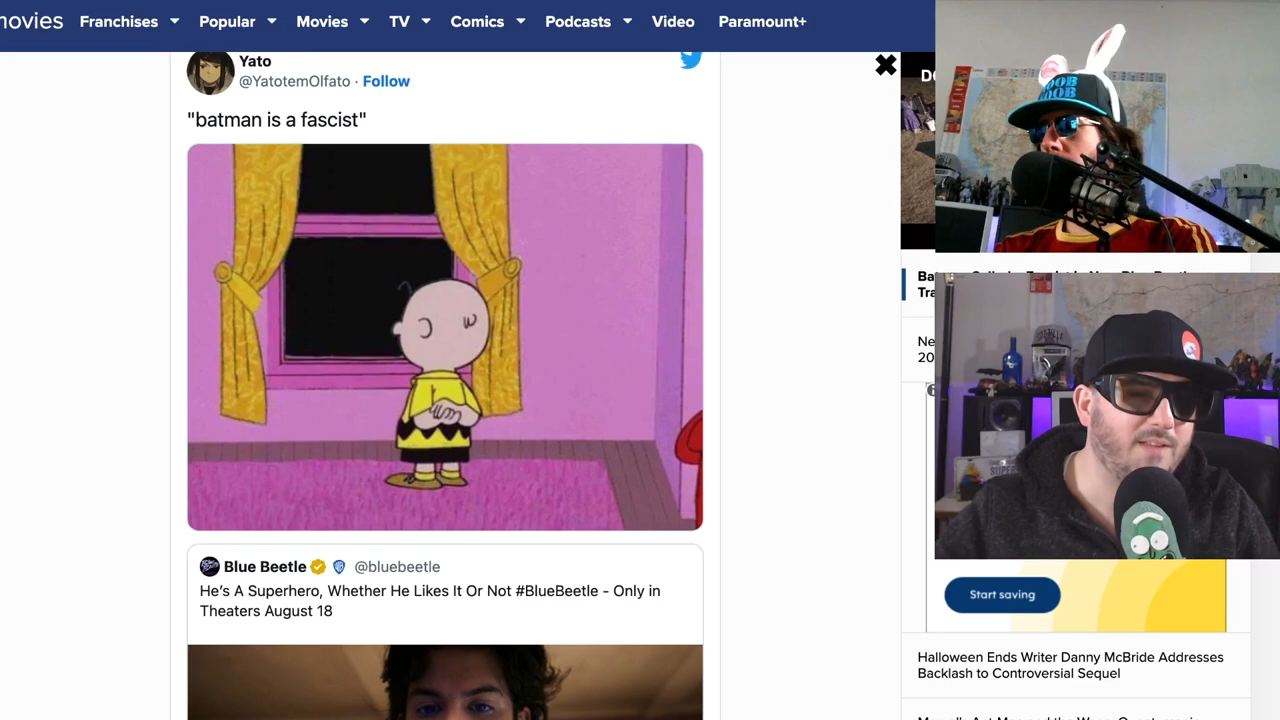 movies Franchises Popular Movies TV Comics Podcasts Video Paramount+
Yato
@YatotemOlfato · Follow
"batman is a fascist"
Blue Beetle @bluebeetle
He's A Superhero, Whether He Likes It Or Not #BlueBeetle - Only in
Theaters August 18
Start saving
Halloween Ends Writer Danny McBride Addresses
Backlash to Controversial Sequel